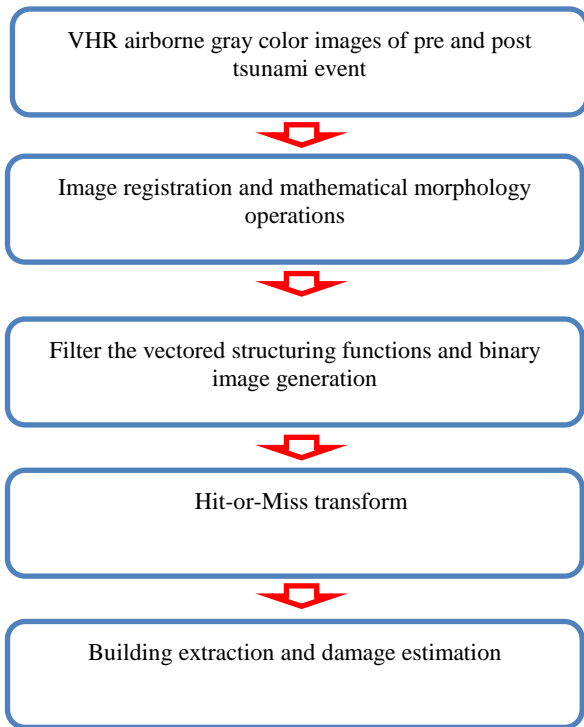 VHR airborne gray color images of pre and post
tsunami event
Image registration and mathematical morphology
operations
Filter the vectored structuring functions and binary
image generation
Hit-or-Miss transform
Building extraction and damage estimation